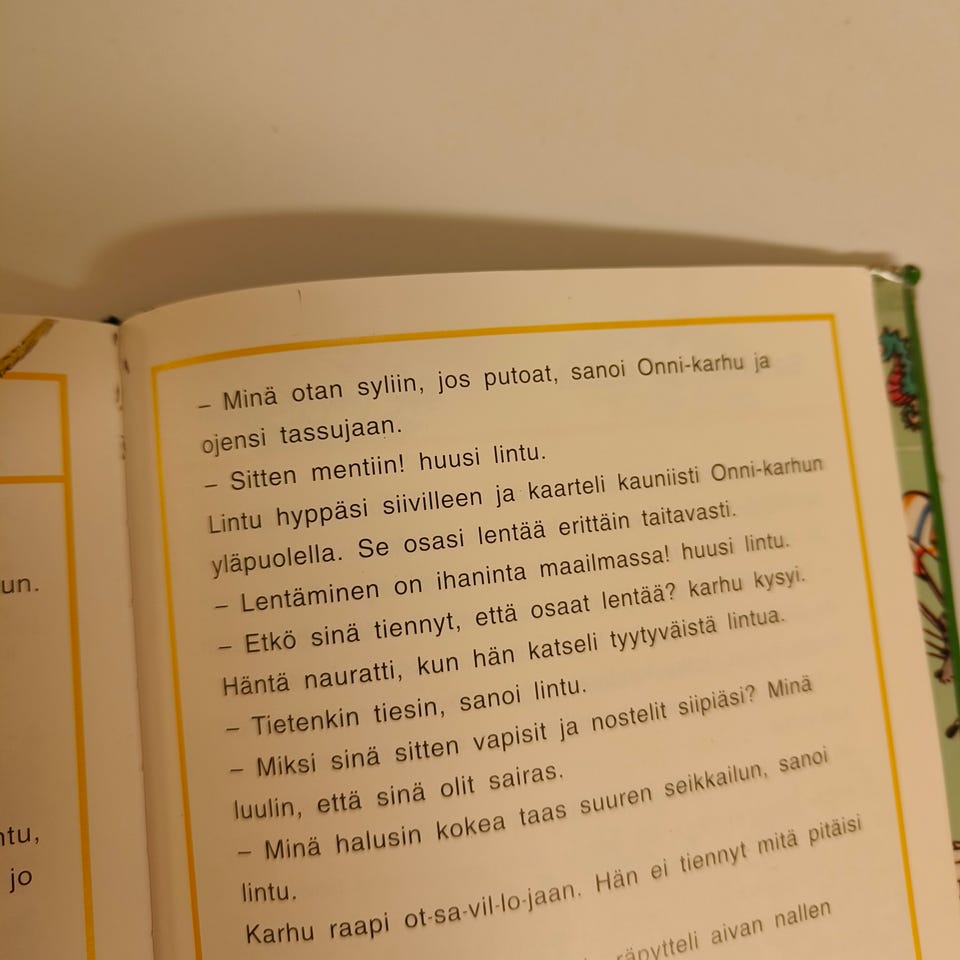 un.
ntu,
jo
– Minä otan syliin, jos putoat, sanoi Onni-karhu ja
ojensi tassujaan.
– Sitten mentiin! huusi lintu.
Lintu hyppäsi siivilleen ja kaarteli kauniisti Onni-karhun
yläpuolella. Se osasi lentää erittäin taitavasti.
– Lentäminen on ihaninta maailmassa! huusi lintu.
– Etkö sinä tiennyt, että osaat lentää? karhu kysyi.
Häntä nauratti, kun hän katseli tyytyväistä lintua.
– Tietenkin tiesin, sanoi lintu.
– Miksi sinä sitten vapisit ja nostelit siipiäsi? Minä
luulin, että sinä olit sairas.
– Minä halusin kokea taas suuren seikkailun, sanoi
lintu.
Karhu raapi ot-sa-vil-lo-jaan. Hän ei tiennyt mitä pitäisi
räpytteli aivan nallen